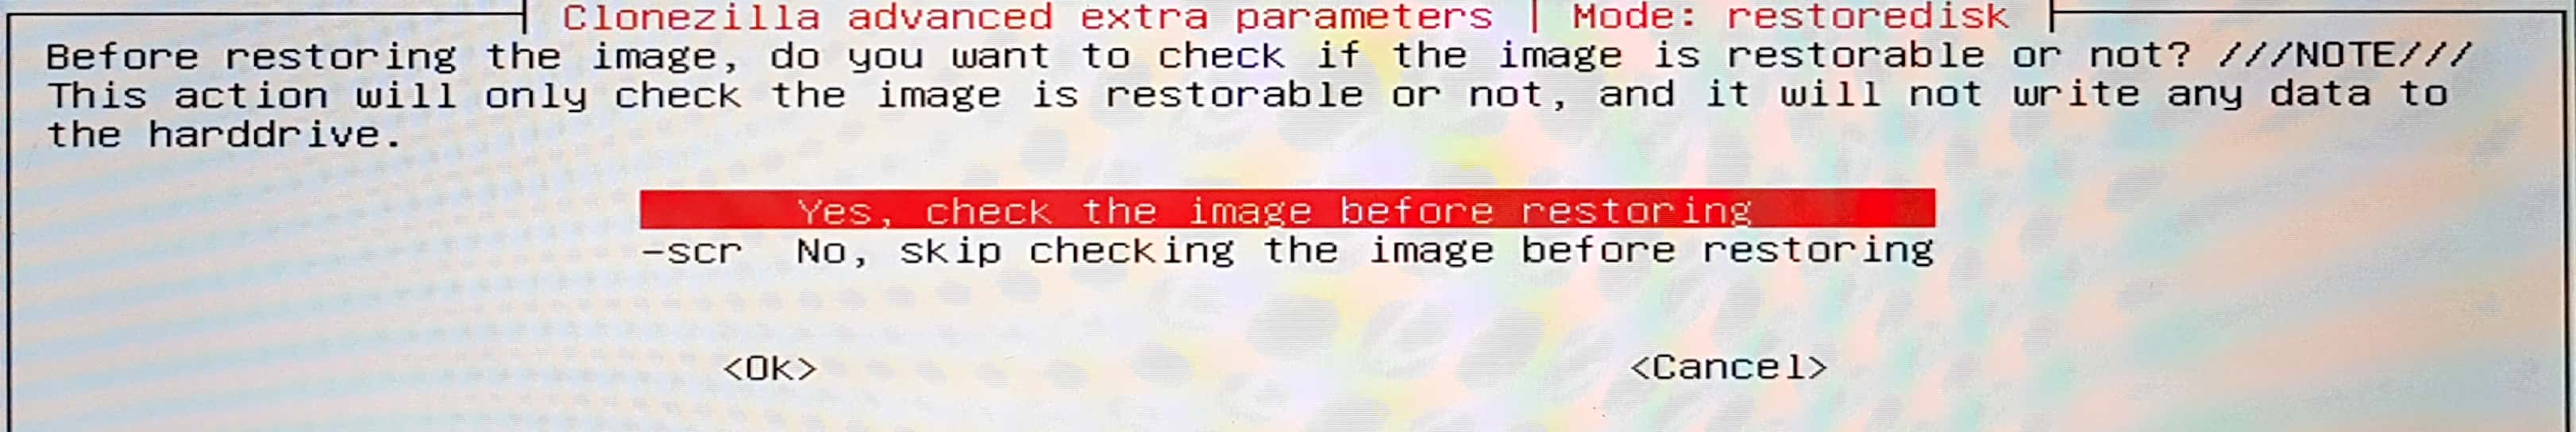 Clonezilla advanced extra parameters | Mode: restoredisk
Before restoring the image, do you want to check if the image is restorable or not? ///NOTE///
This action will only check the image is restorable or not, and it will not write any data to
the harddrive.
Yes, check the image before restoring
-scr No, skip checking the image before restoring
<Ok> <Cancel>